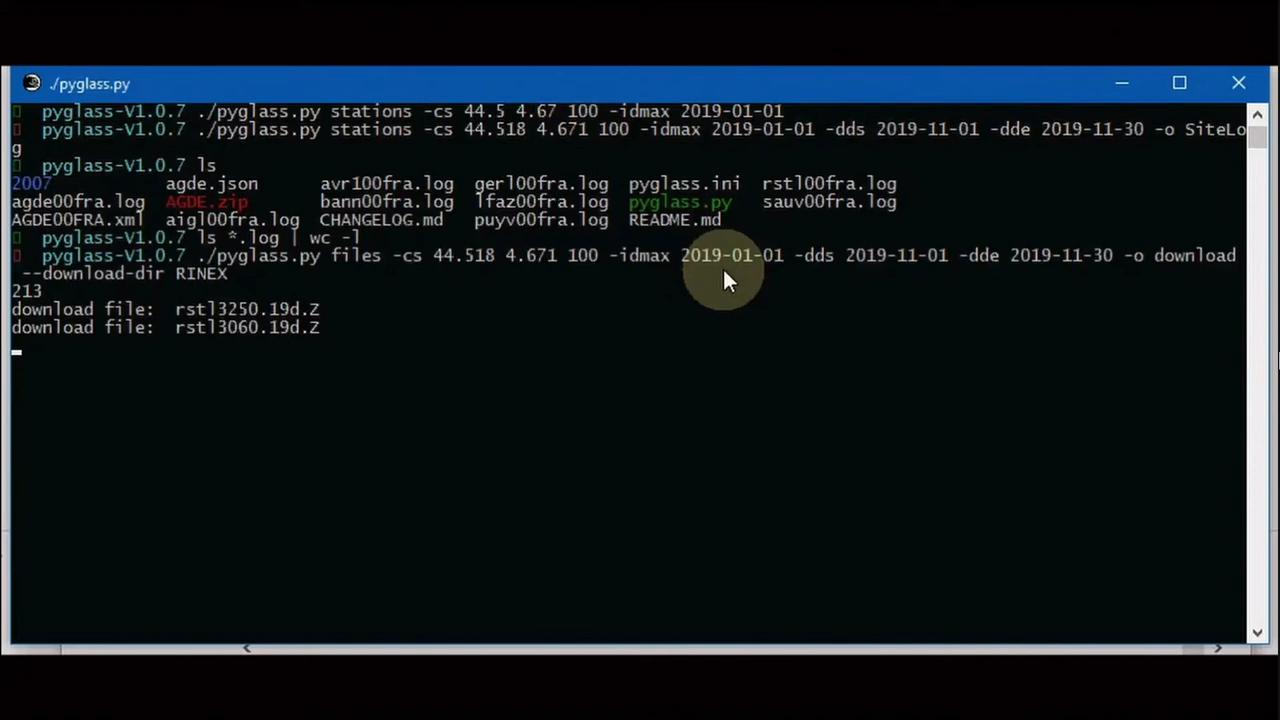 ./pyglass.py
pyglass-V1.0.7 ./pyglass.py stations -cs 44.5 4.67 100 -idmax 2019-01-01
pyglass-V1.0.7 ./pyglass.py stations -cs 44.518 4.671 100 -idmax 2019-01-01 -dds 2019-11-01 -dde 2019-11-30 -o SiteLo
g
pyglass-V1.0.7 ls
2007 agde.json avr100fra.log gerl00fra.log pyglass.ini rstl00fra.log
agde00fra.log AGDE.zip bann00fra.log lfaz00fra.log pyglass.py sauv00fra.log
AGDE00FRA.xml aigl00fra.log CHANGELOG.md puyv00fra.log README.md
pyglass-V1.0.7 ls *.log | wc -l
pyglass-V1.0.7 ./pyglass.py files -cs 44.518 4.671 100 -idmax 2019-01-01 -dds 2019-11-01 -dde 2019-11-30 -o download
--download-dir RINEX
213
download file: rstl3250.19d.Z
download file: rstl3060.19d.Z